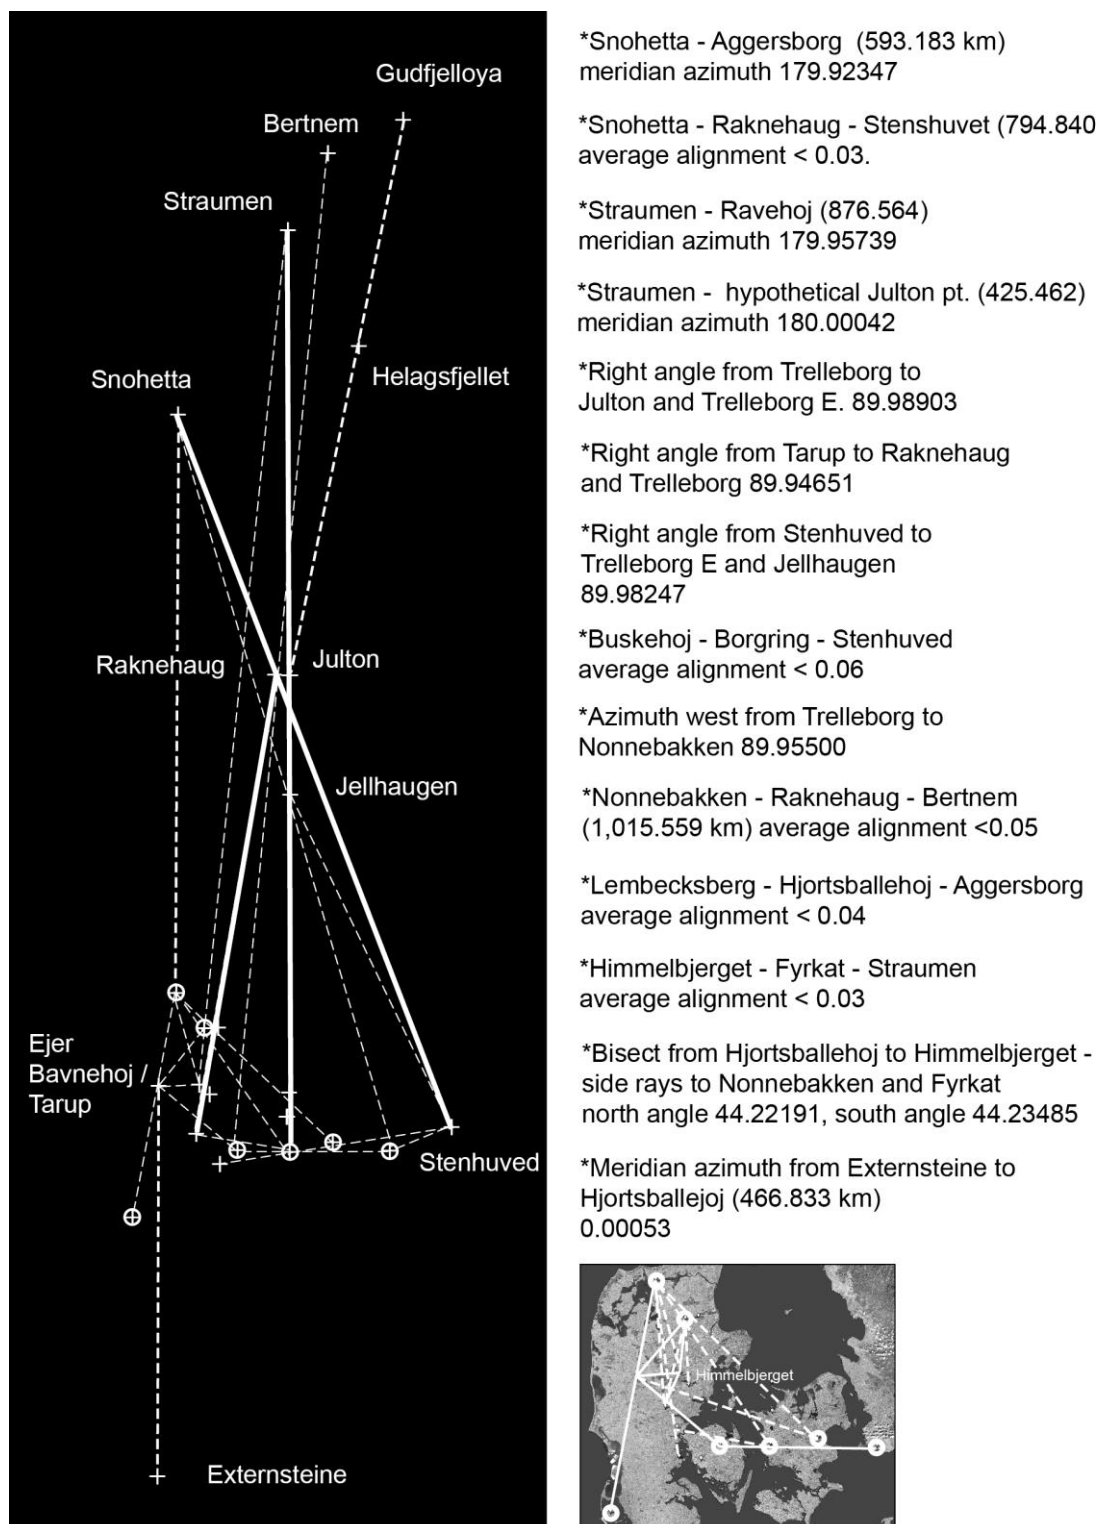 Gudfjelloya
Bertnem
Straumen
Snohetta
Helagsfjellet
Raknehaug
Julton
Jellhaugen
Ejer
Bavnehoj /
Tarup
Stenhuved
Externsteine
*Snohetta - Aggersborg (593.183 km)
meridian azimuth 179.92347
*Snohetta - Raknehaug - Stenshuvet (794.840
average alignment < 0.03.
*Straumen - Ravehoj (876.564)
meridian azimuth 179.95739
*Straumen - hypothetical Julton pt. (425.462)
meridian azimuth 180.00042
*Right angle from Trelleborg to
Julton and Trelleborg E. 89.98903
*Right angle from Tarup to Raknehaug
and Trelleborg 89.94651
*Right angle from Stenhuved to
Trelleborg E and Jellhaugen
89.98247
*Buskehoj - Borgring - Stenhuved
average alignment < 0.06
*Azimuth west from Trelleborg to
Nonnebakken 89.95500
*Nonnebakken - Raknehaug - Bertnem
(1,015.559 km) average alignment <0.05
*Lembecksberg - Hjortsballehoj - Aggersborg
average alignment < 0.04
*Himmelbjerget - Fyrkat - Straumen
average alignment < 0.03
*Bisect from Hjortsballehoj to Himmelbjerget -
side rays to Nonnebakken and Fyrkat
north angle 44.22191, south angle 44.23485
*Meridian azimuth from Externsteine to
Hjortsballejoj (466.833 km)
0.00053
Himmelbjerget